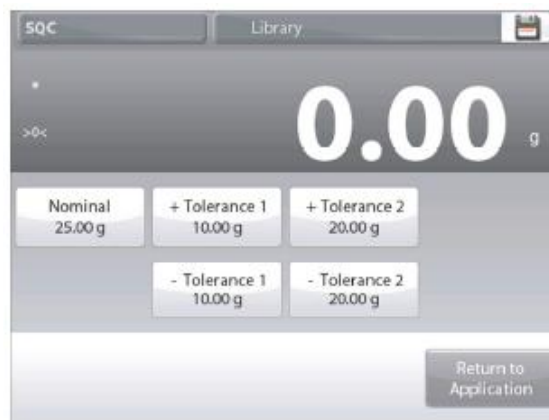 SQC
Library
0.00
>0<
g
Nominal
25.00 g
+ Tolerance 1
10.00 g
+ Tolerance 2
20.00 g
- Tolerance 1
10.00 g
- Tolerance 2
20.00 g
Return to
Application